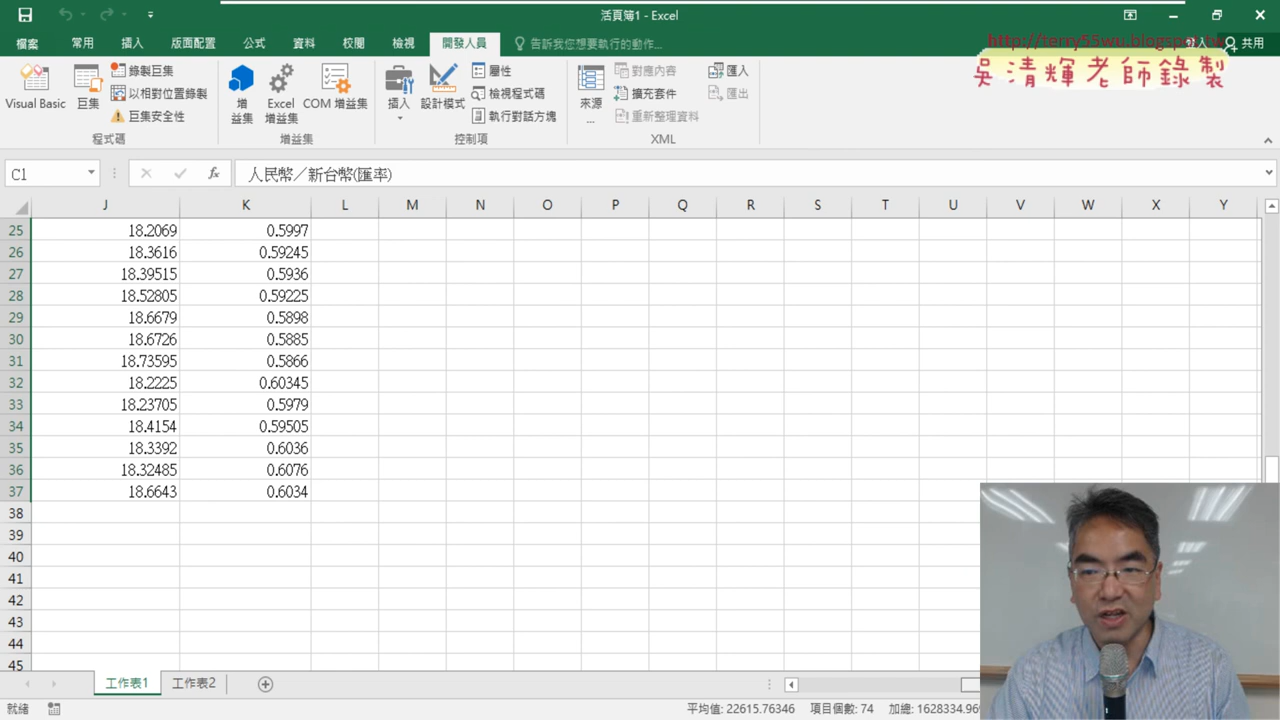 活頁簿1 - Excel
檔案 常用 插入 版面配置 公式 資料 校閱 檢視 開發人員 告訴我您想要執行的動作... 登入 共用
http://terry55wu.blogspot.tw
吳清輝老師錄製
Visual Basic 巨集 錄製巨集 以相對位置錄製 巨集安全性
增益集 Excel 增益集 COM 增益集
插入 設計模式 屬性 檢視程式碼 執行對話方塊
來源... 對應內容 擴充套件 重新整理資料 匯入 匯出
程式碼 增益集 控制項 XML
C1 fx 人民幣／新台幣(匯率)
J K L M N O P Q R S T U V W X Y
25 18.2069 0.5997
26 18.3616 0.59245
27 18.39515 0.5936
28 18.52805 0.59225
29 18.6679 0.5898
30 18.6726 0.5885
31 18.73595 0.5866
32 18.2225 0.60345
33 18.23705 0.5979
34 18.4154 0.59505
35 18.3392 0.6036
36 18.32485 0.6076
37 18.6643 0.6034
38
39
40
41
42
43
44
45
工作表1 工作表2
就緒 平均值: 22615.76346 項目個數: 74 加總: 1628334.96